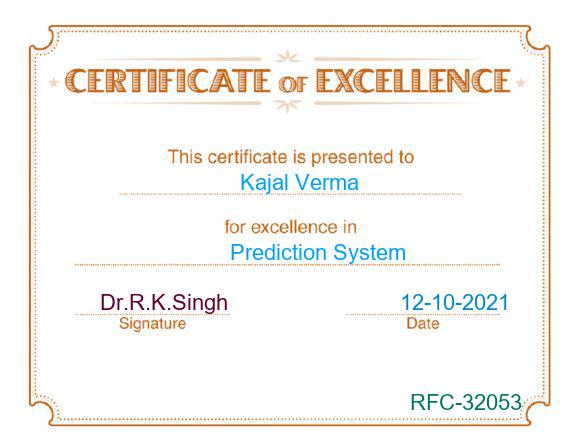 CERTIFICATE OF EXCELLENCE
This certificate is presented to
Kajal Verma
for excellence in
Prediction System
Dr.R.K.Singh 12-10-2021
Signature Date
RFC-32053